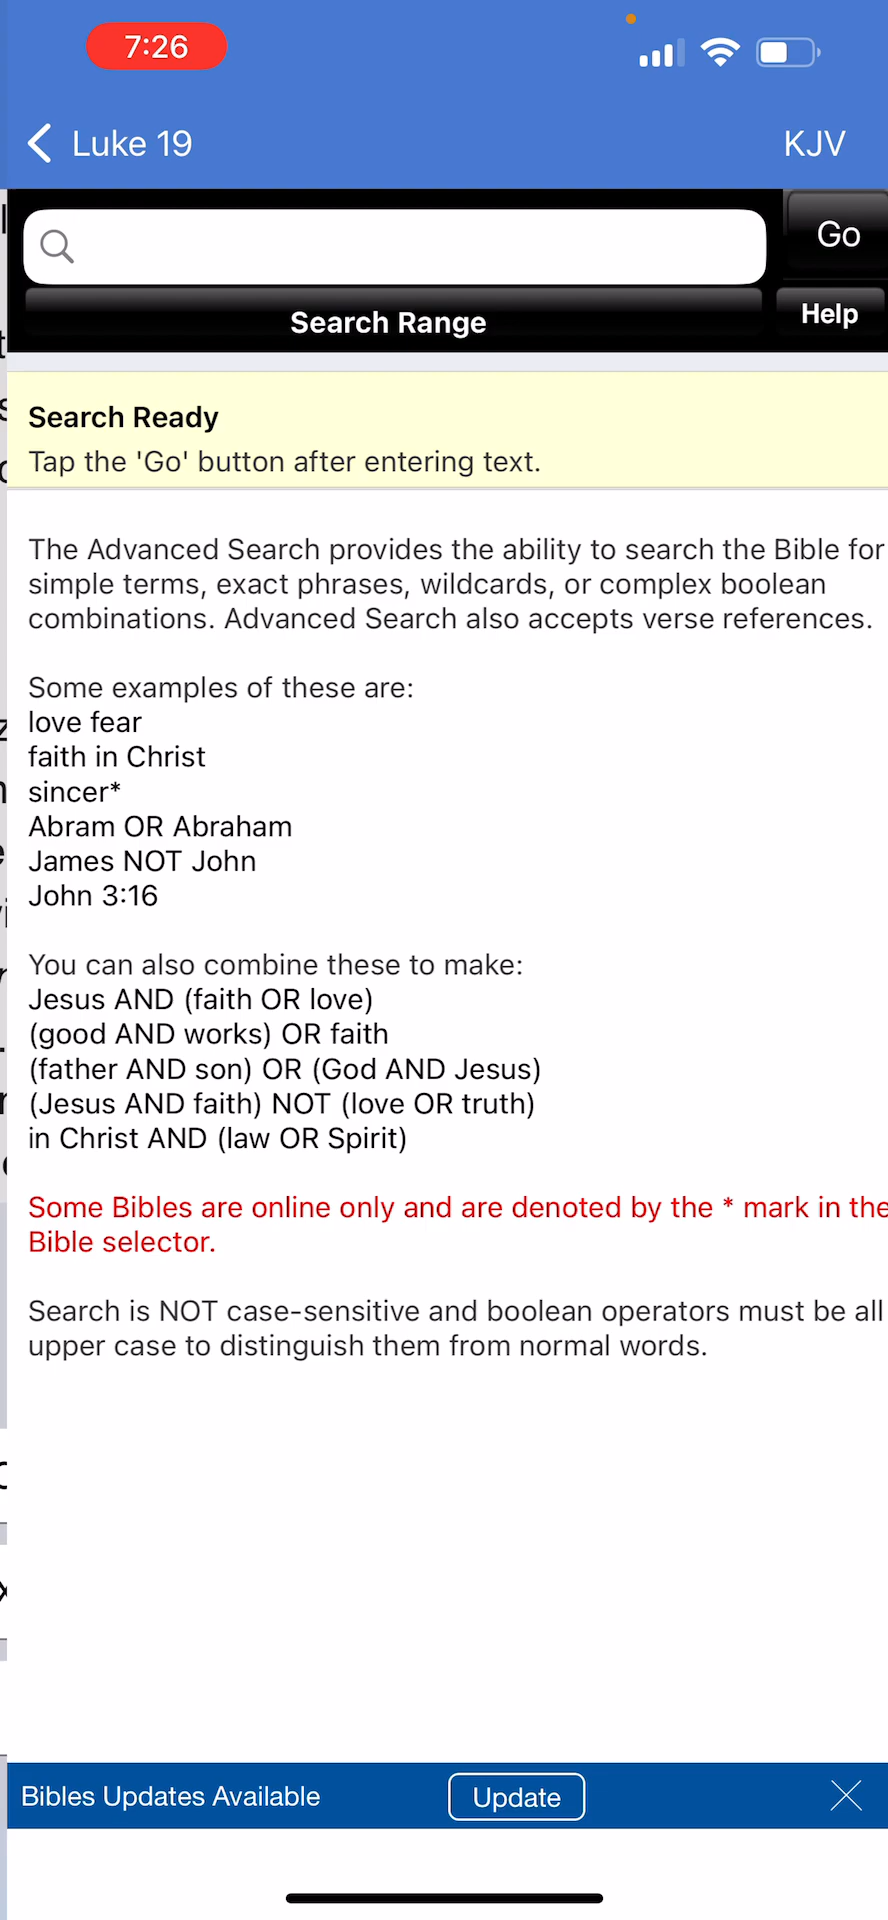 7:26
Luke 19
KJV
Go
Search Range
Help
Search Ready
Tap the 'Go' button after entering text.
The Advanced Search provides the ability to search the Bible for
simple terms, exact phrases, wildcards, or complex boolean
combinations. Advanced Search also accepts verse references.
Some examples of these are:
love fear
faith in Christ
sincer*
Abram OR Abraham
James NOT John
John 3:16
You can also combine these to make:
Jesus AND (faith OR love)
(good AND works) OR faith
(father AND son) OR (God AND Jesus)
(Jesus AND faith) NOT (love OR truth)
in Christ AND (law OR Spirit)
Some Bibles are online only and are denoted by the * mark in the
Bible selector.
Search is NOT case-sensitive and boolean operators must be all
upper case to distinguish them from normal words.
Bibles Updates Available
Update